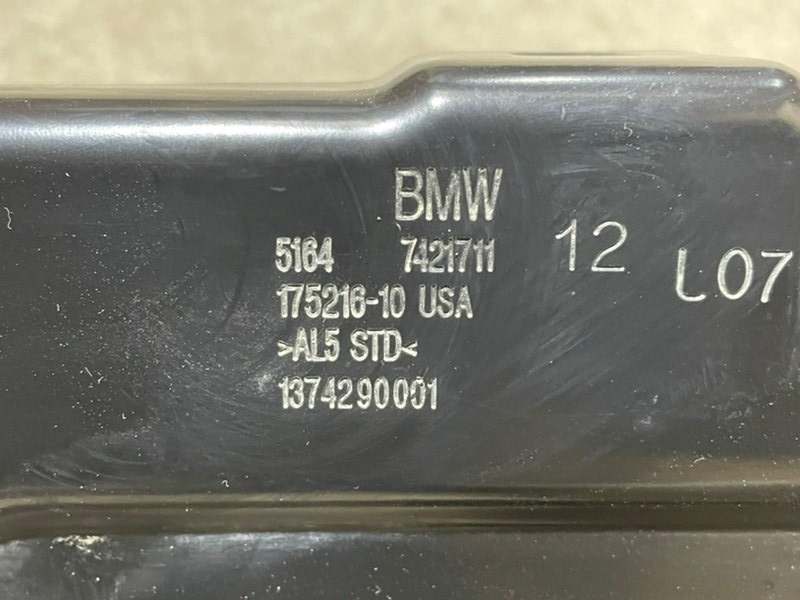 BMW
5164 7421711
175216-10 USA
>AL5 STD<
1374290001
12
L07